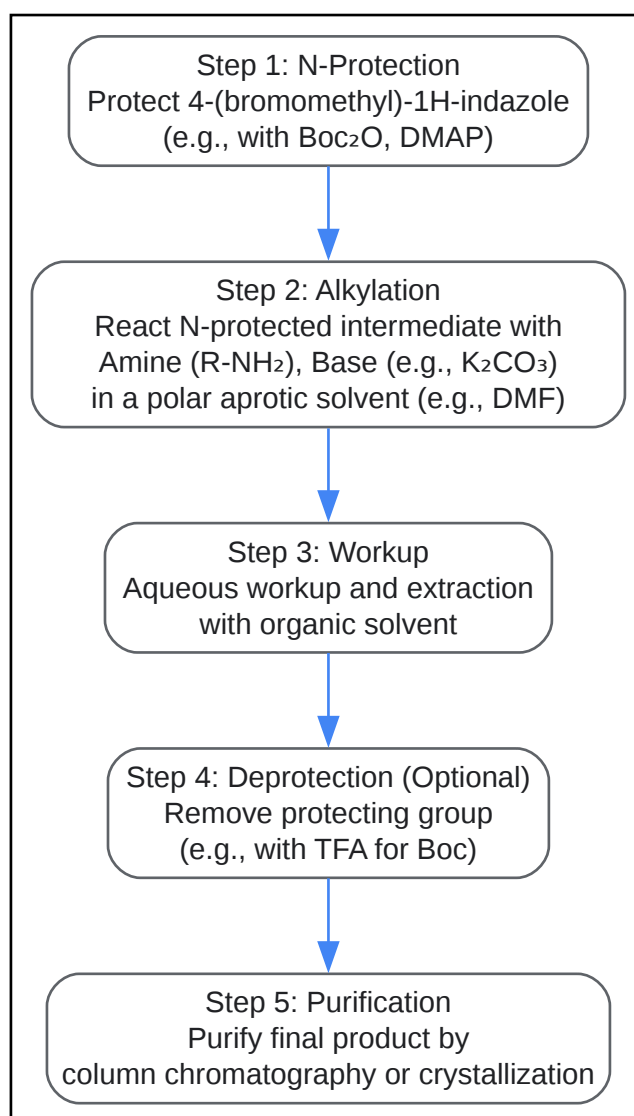 Step 1: N-Protection
Protect 4-(bromomethyl)-1H-indazole
(e.g., with Boc₂O, DMAP)
Step 2: Alkylation
React N-protected intermediate with
Amine (R-NH₂), Base (e.g., K₂CO₃)
in a polar aprotic solvent (e.g., DMF)
Step 3: Workup
Aqueous workup and extraction
with organic solvent
Step 4: Deprotection (Optional)
Remove protecting group
(e.g., with TFA for Boc)
Step 5: Purification
Purify final product by
column chromatography or crystallization